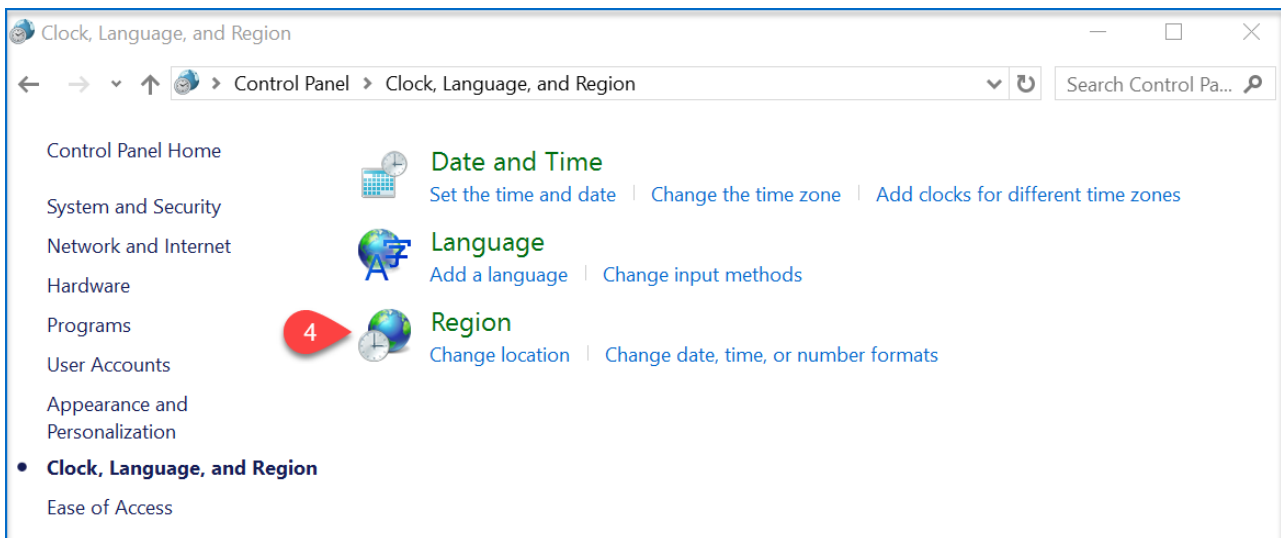 Clock, Language, and Region
Control Panel > Clock, Language, and Region
Search Control Pa...
Control Panel Home
System and Security
Network and Internet
Hardware
Programs
User Accounts
Appearance and
Personalization
Clock, Language, and Region
Ease of Access
Date and Time
Set the time and date | Change the time zone | Add clocks for different time zones
字
A
Language
Add a language | Change input methods
4
Region
Change location | Change date, time, or number formats